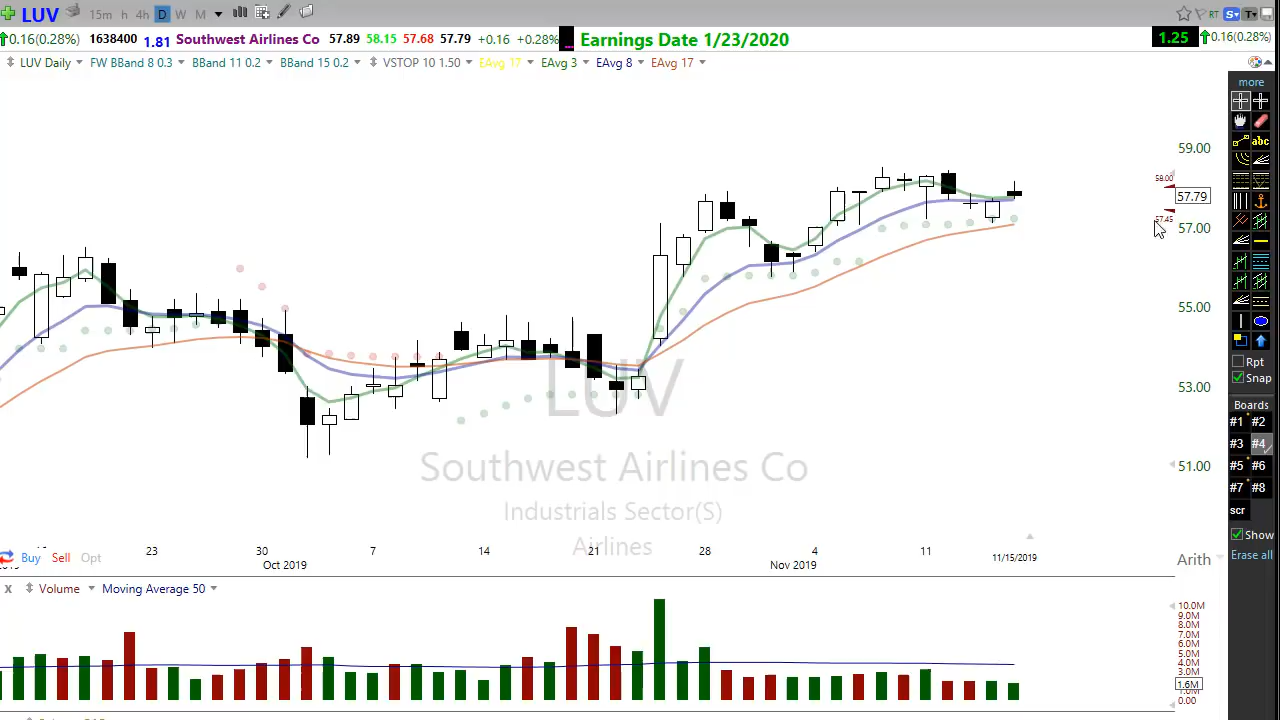 LUV 15m h 4h D W M RT S T
0.16(0.28%) 1638400 1.81 Southwest Airlines Co 57.89 58.15 57.68 57.79 +0.16 +0.28% Earnings Date 1/23/2020 1.25 0.16(0.28%)
LUV Daily FW BBand 8 0.3 BBand 11 0.2 BBand 15 0.2 VSTOP 10 1.50 EAvg 17 EAvg 3 EAvg 8 EAvg 17
more
abc
59.00
58.00
57.79
57.45
57.00
55.00
53.00
51.00
LUV
Southwest Airlines Co
Industrials Sector(S)
Airlines
Rpt
Snap
Boards
#1 #2
#3 #4
#5 #6
#7 #8
scr
Show
Erase all
23 30 7 14 21 28 4 11 11/15/2019
Oct 2019 Nov 2019
Buy Sell Opt
Arith
X Volume Moving Average 50
10.0M
9.0M
8.0M
7.0M
6.0M
5.0M
4.0M
3.0M
2.0M
1.6M
0.00